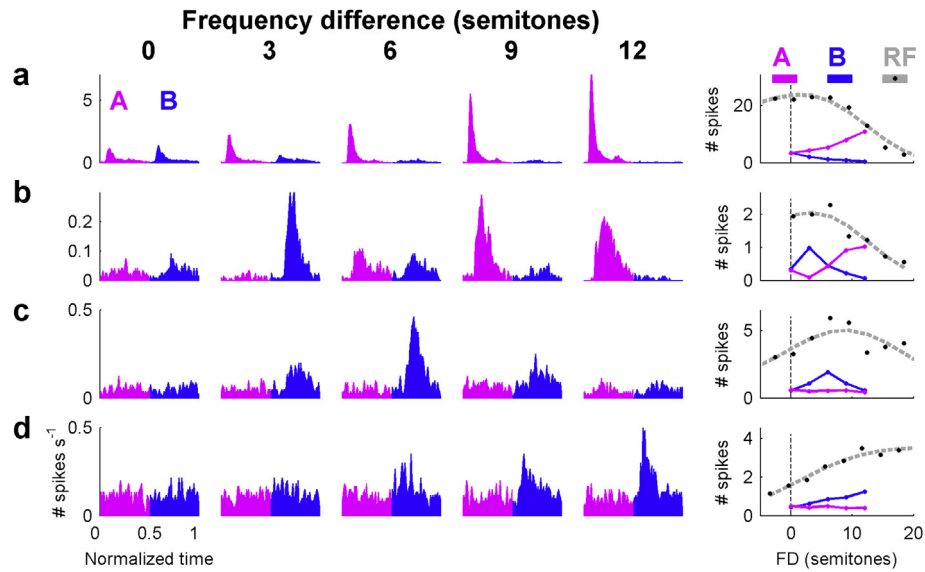 Frequency difference (semitones)
0 3 6 9 12
a
A B
5
0
A B RF
# spikes
20
0
b
0.2
0.1
0
# spikes
2
1
0
c
0.5
0
# spikes
5
0
d
# spikes s⁻¹
0.5
0
0 0.5 1
Normalized time
# spikes
4
2
0
0 10 20
FD (semitones)